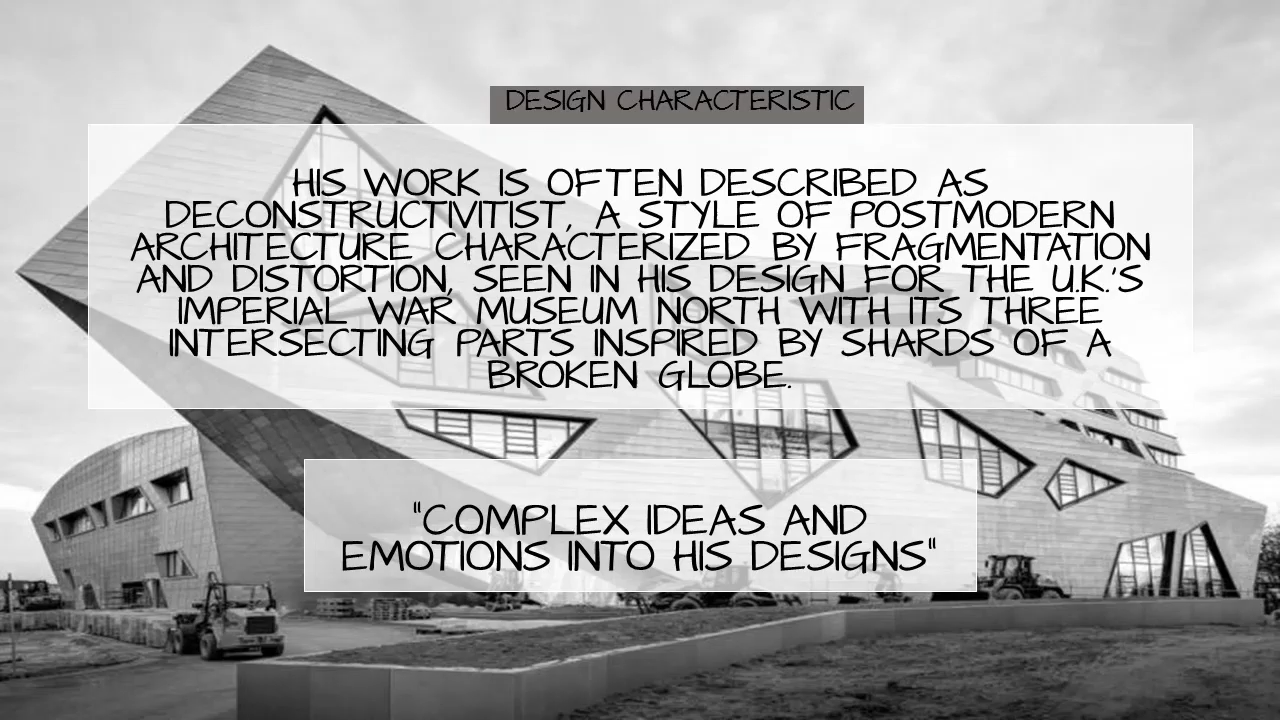 DESIGN CHARACTERISTIC
HIS WORK IS OFTEN DESCRIBED AS
DECONSTRUCTIVITIST, A STYLE OF POSTMODERN
ARCHITECTURE CHARACTERIZED BY FRAGMENTATION
AND DISTORTION, SEEN IN HIS DESIGN FOR THE U.K.'S
IMPERIAL WAR MUSEUM NORTH WITH ITS THREE
INTERSECTING PARTS INSPIRED BY SHARDS OF A
BROKEN GLOBE.
"COMPLEX IDEAS AND
EMOTIONS INTO HIS DESIGNS"